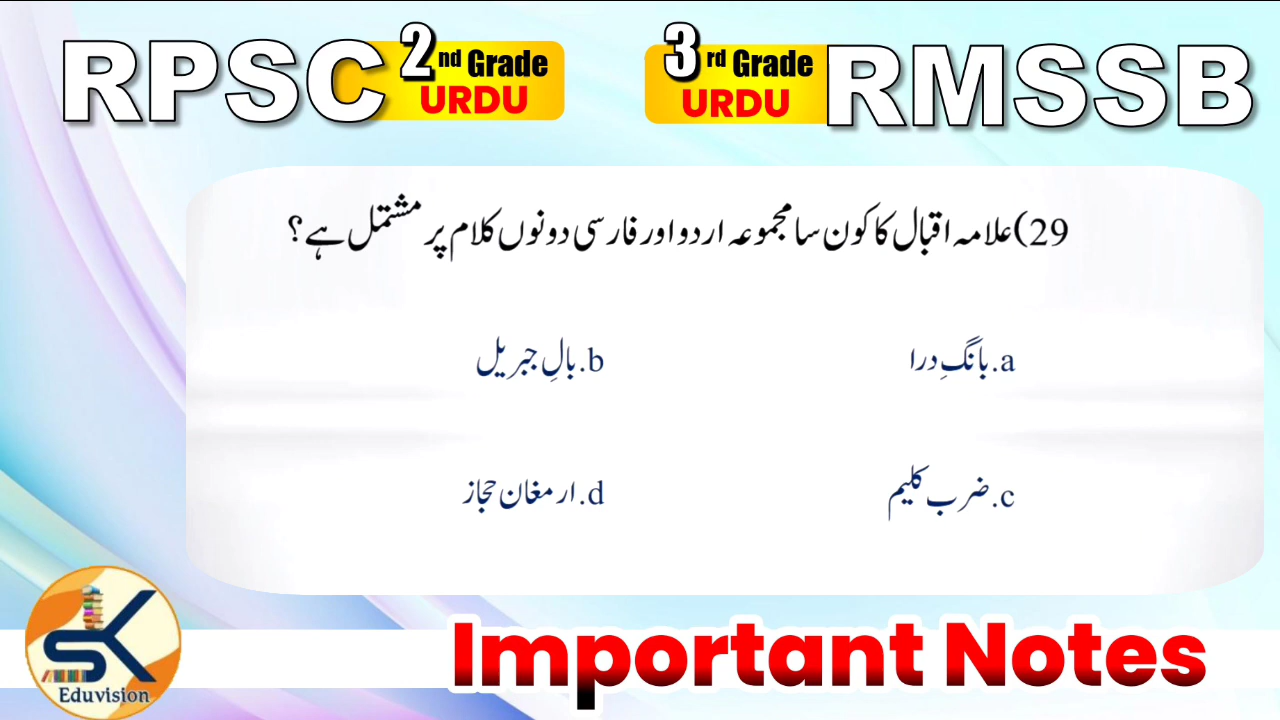 RPSC 2nd Grade URDU 3rd Grade URDU RMSSB
29)علامہ اقبال کا کون سا مجموعہ اردو اور فارسی دونوں کلام پر مشتمل ہے؟
a.بانگِ درا b.بالِ جبریل
c.ضرب کلیم d.ارمغان حجاز
SK Eduvision
Important Notes